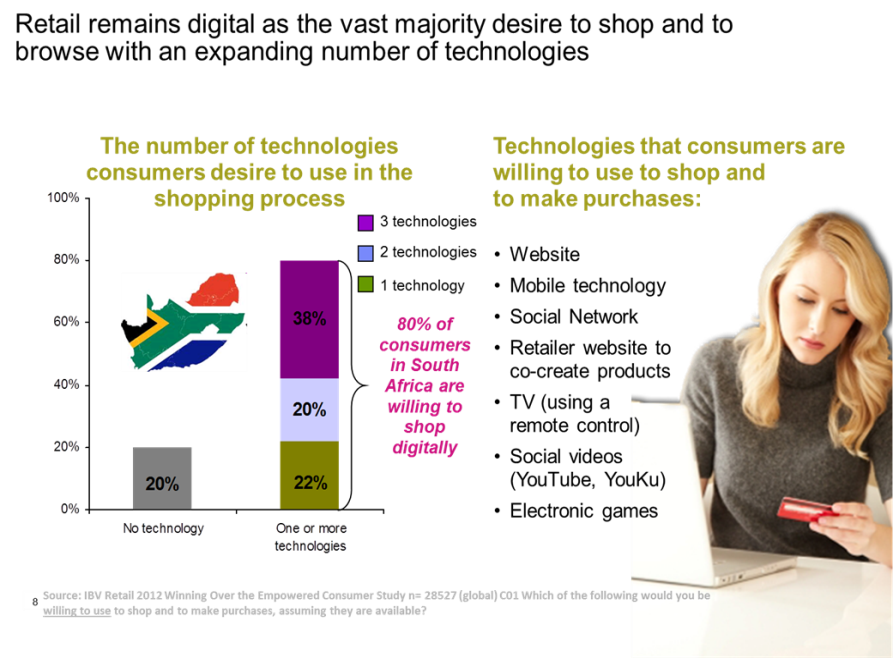 Retail remains digital as the vast majority desire to shop and to
browse with an expanding number of technologies
The number of technologies
consumers desire to use in the
shopping process
100%
80%
60%
40%
20%
0%
3 technologies
2 technologies
1 technology
38%
20%
22%
20%
No technology
One or more
technologies
80% of
consumers
in South
Africa are
willing to
shop
digitally
Technologies that consumers are
willing to use to shop and
to make purchases:
• Website
• Mobile technology
• Social Network
• Retailer website to
co-create products
• TV (using a
remote control)
• Social videos
(YouTube, YouKu)
• Electronic games
8
Source: IBV Retail 2012 Winning Over the Empowered Consumer Study n= 28527 (global) C01 Which of the following would you be
willing to use to shop and to make purchases, assuming they are available?